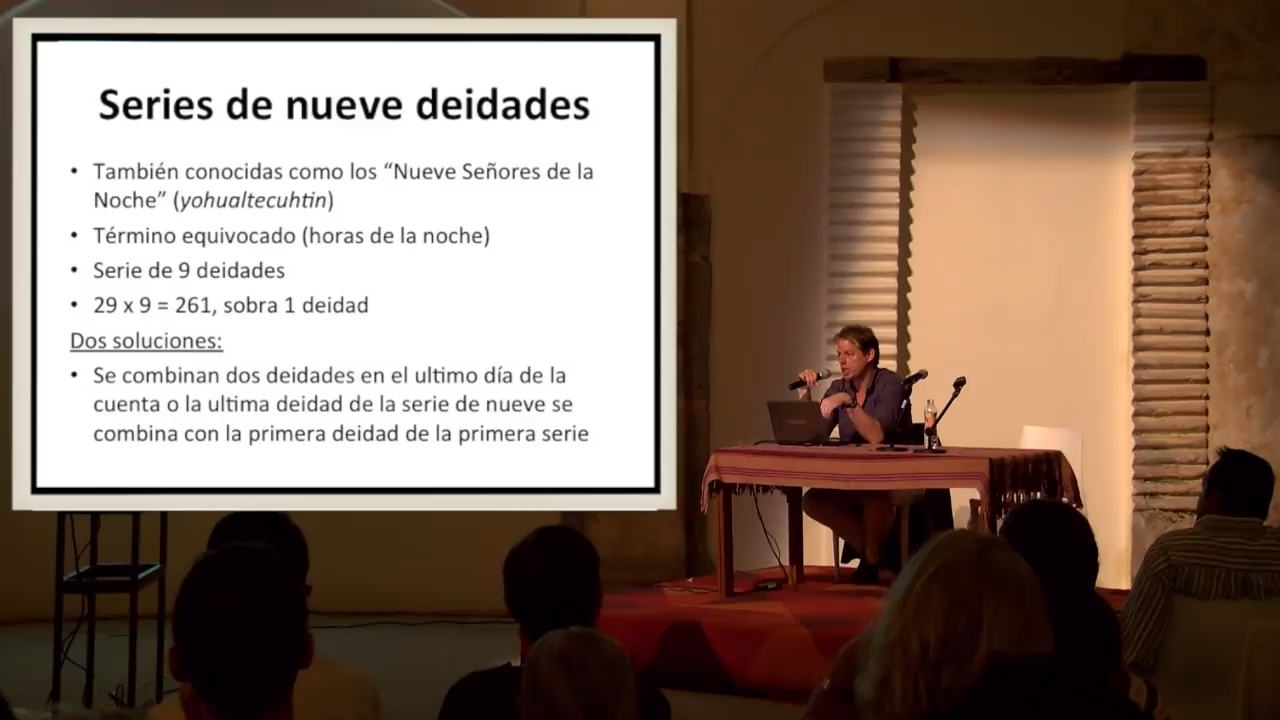 Series de nueve deidades
• También conocidas como los “Nueve Señores de la
Noche” (yohualtecuhtin)
• Término equivocado (horas de la noche)
• Serie de 9 deidades
• 29 x 9 = 261, sobra 1 deidad
Dos soluciones:
• Se combinan dos deidades en el ultimo día de la
cuenta o la ultima deidad de la serie de nueve se
combina con la primera deidad de la primera serie